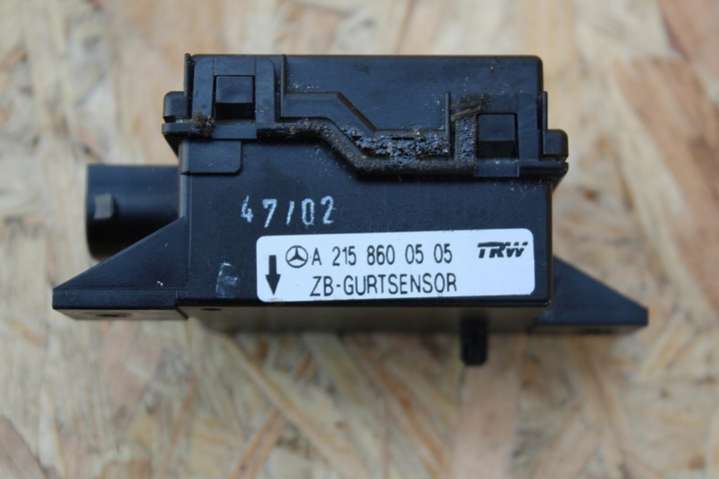 47/02
A 215 860 05 05 TRW
ZB-GURTSENSOR